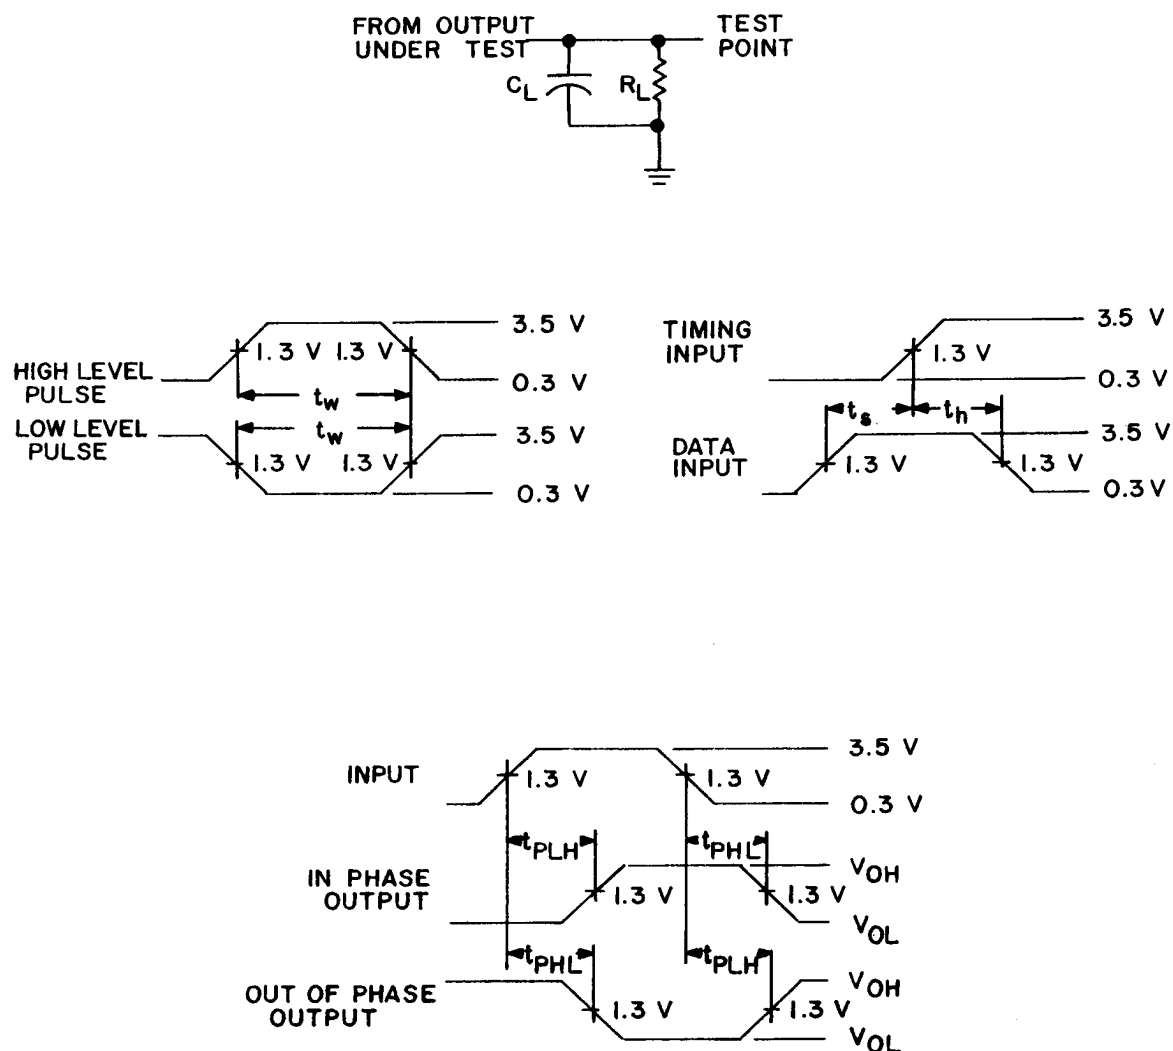 FROM OUTPUT
UNDER TEST
TEST
POINT
CL
RL
HIGH LEVEL
PULSE
1.3 V 1.3 V
3.5 V
0.3 V
tw
LOW LEVEL
PULSE
tw
1.3 V 1.3 V
3.5 V
0.3 V
TIMING
INPUT
1.3 V
3.5 V
0.3 V
ts
th
DATA
INPUT
1.3 V
1.3 V
3.5 V
0.3 V
INPUT
1.3 V
1.3 V
3.5 V
0.3 V
tPLH
tPHL
IN PHASE
OUTPUT
1.3 V
1.3 V
VOH
VOL
tPHL
tPLH
OUT OF PHASE
OUTPUT
1.3 V
1.3 V
VOH
VOL